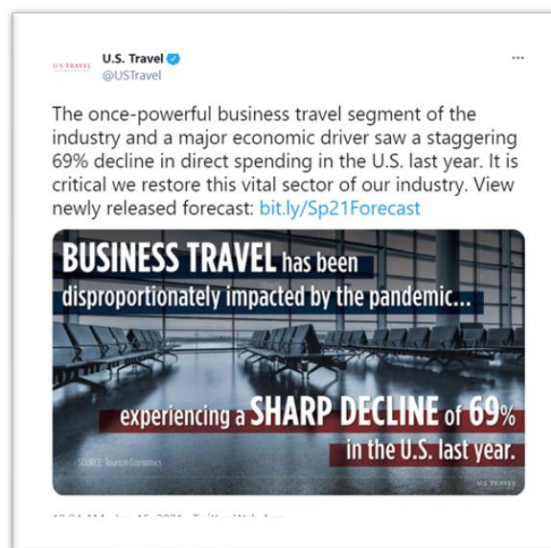 U.S. Travel
@USTravel
The once-powerful business travel segment of the
industry and a major economic driver saw a staggering
69% decline in direct spending in the U.S. last year. It is
critical we restore this vital sector of our industry. View
newly released forecast: bit.ly/Sp21Forecast
BUSINESS TRAVEL has been
disproportionately impacted by the pandemic...
experiencing a SHARP DECLINE of 69%
in the U.S. last year.
SOURCE: Tourism Economics
U.S. TRAVEL